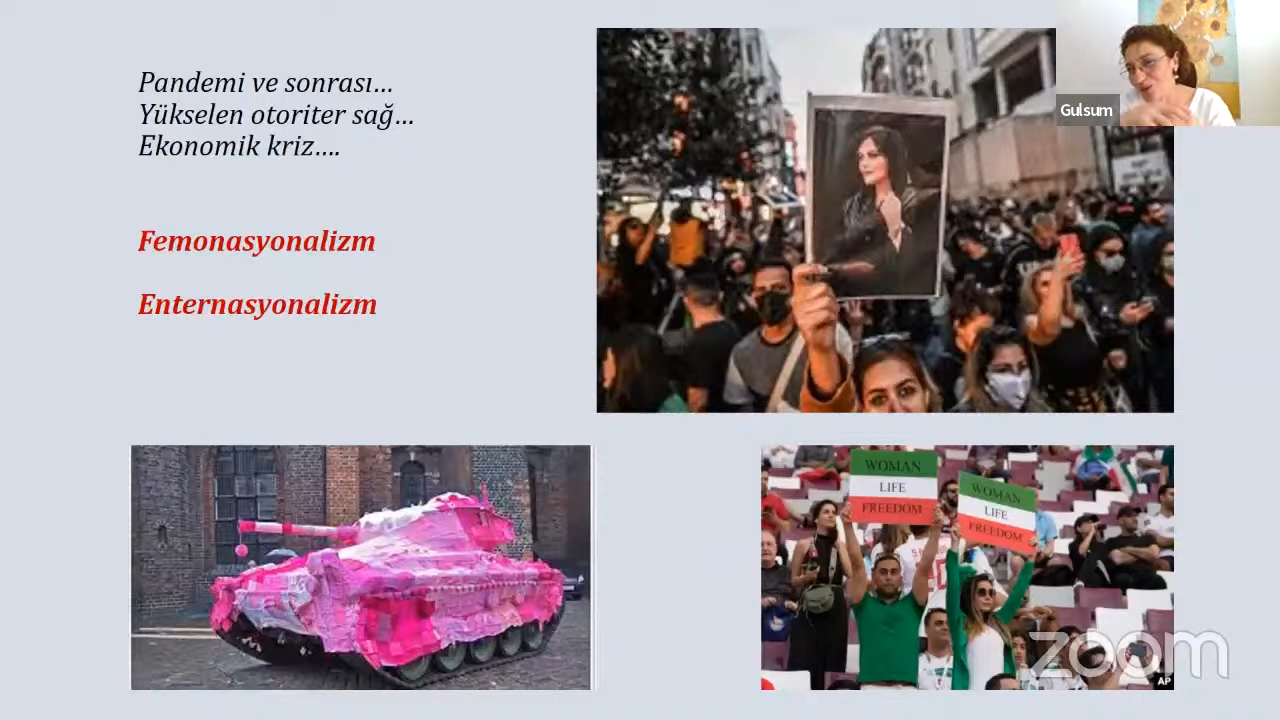 Pandemi ve sonrası...
Yükselen otoriter sağ...
Ekonomik kriz....
Femonasyonalizm
Enternasyonalizm
Gulsum
WOMAN
LIFE
FREEDOM
WOMAN
LIFE
FREEDOM
zoom
AP